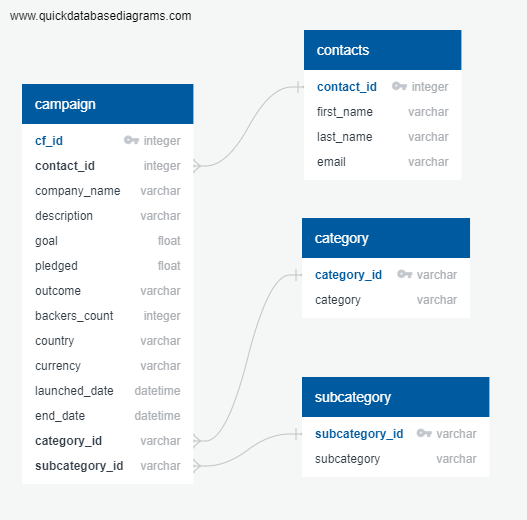 www.quickdatabasediagrams.com
campaign
cf_id integer
contact_id integer
company_name varchar
description varchar
goal float
pledged float
outcome varchar
backers_count integer
country varchar
currency varchar
launched_date datetime
end_date datetime
category_id varchar
subcategory_id varchar
contacts
contact_id integer
first_name varchar
last_name varchar
email varchar
category
category_id varchar
category varchar
subcategory
subcategory_id varchar
subcategory varchar